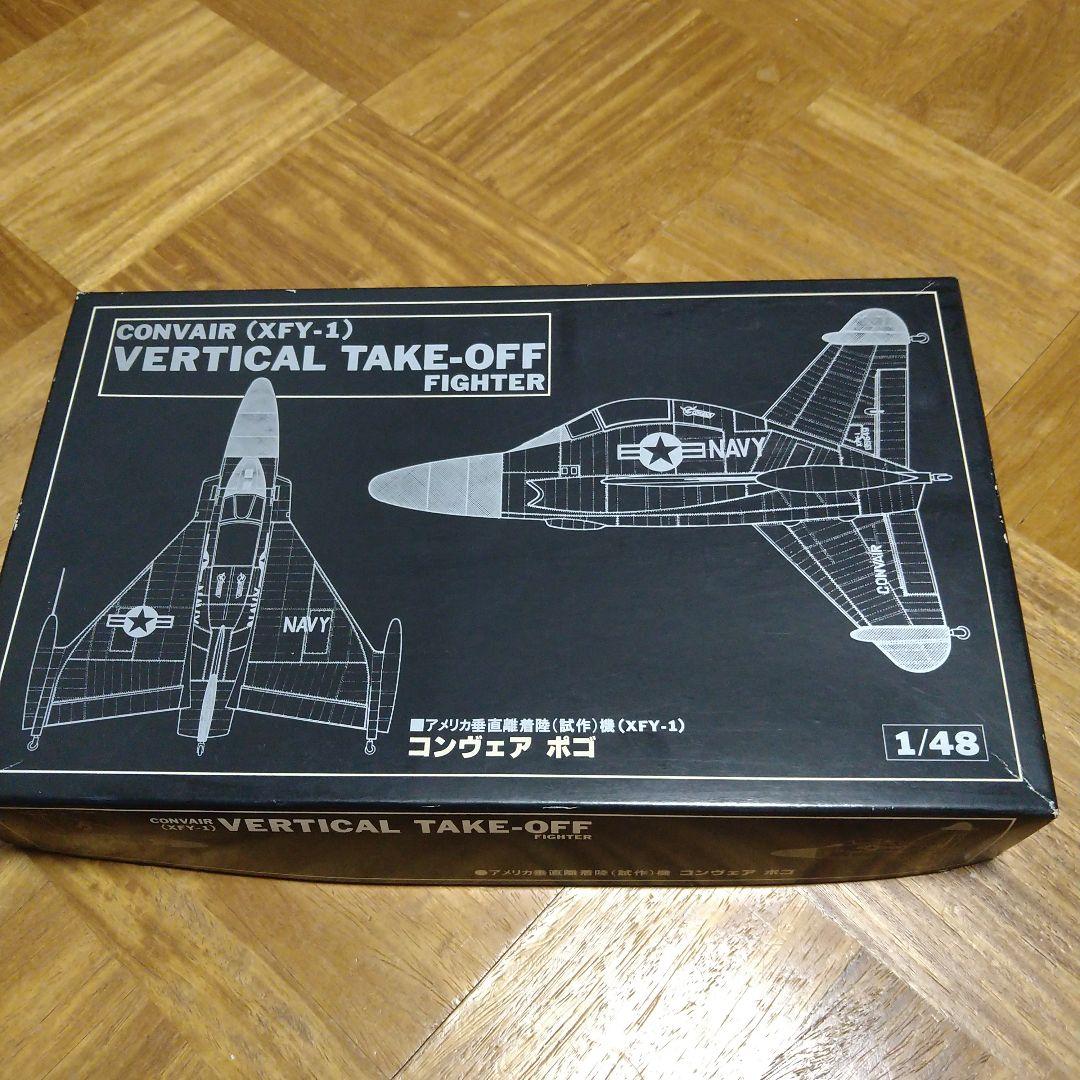 CONVAIR (XFY-1)
VERTICAL TAKE-OFF
FIGHTER
NAVY
CONVAIR
NAVY
■アメリカ垂直離着陸(試作)機(XFY-1)
コンヴェア ポゴ
1/48
CONVAIR
(XFY-1) VERTICAL TAKE-OFF
FIGHTER
●アメリカ垂直離着陸(試作)機 コンヴェア ポゴ